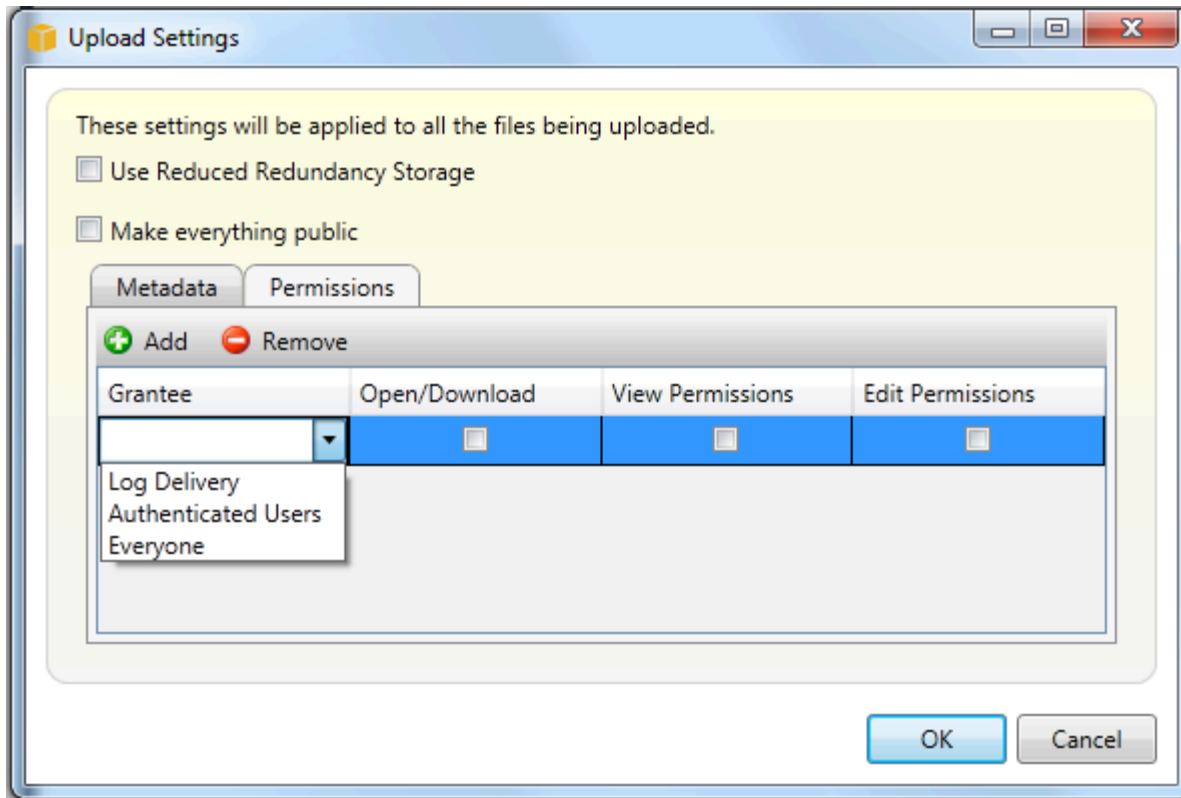 Upload Settings
These settings will be applied to all the files being uploaded.
Use Reduced Redundancy Storage
Make everything public
Metadata Permissions
Add Remove
Grantee Open/Download View Permissions Edit Permissions
Log Delivery
Authenticated Users
Everyone
OK Cancel